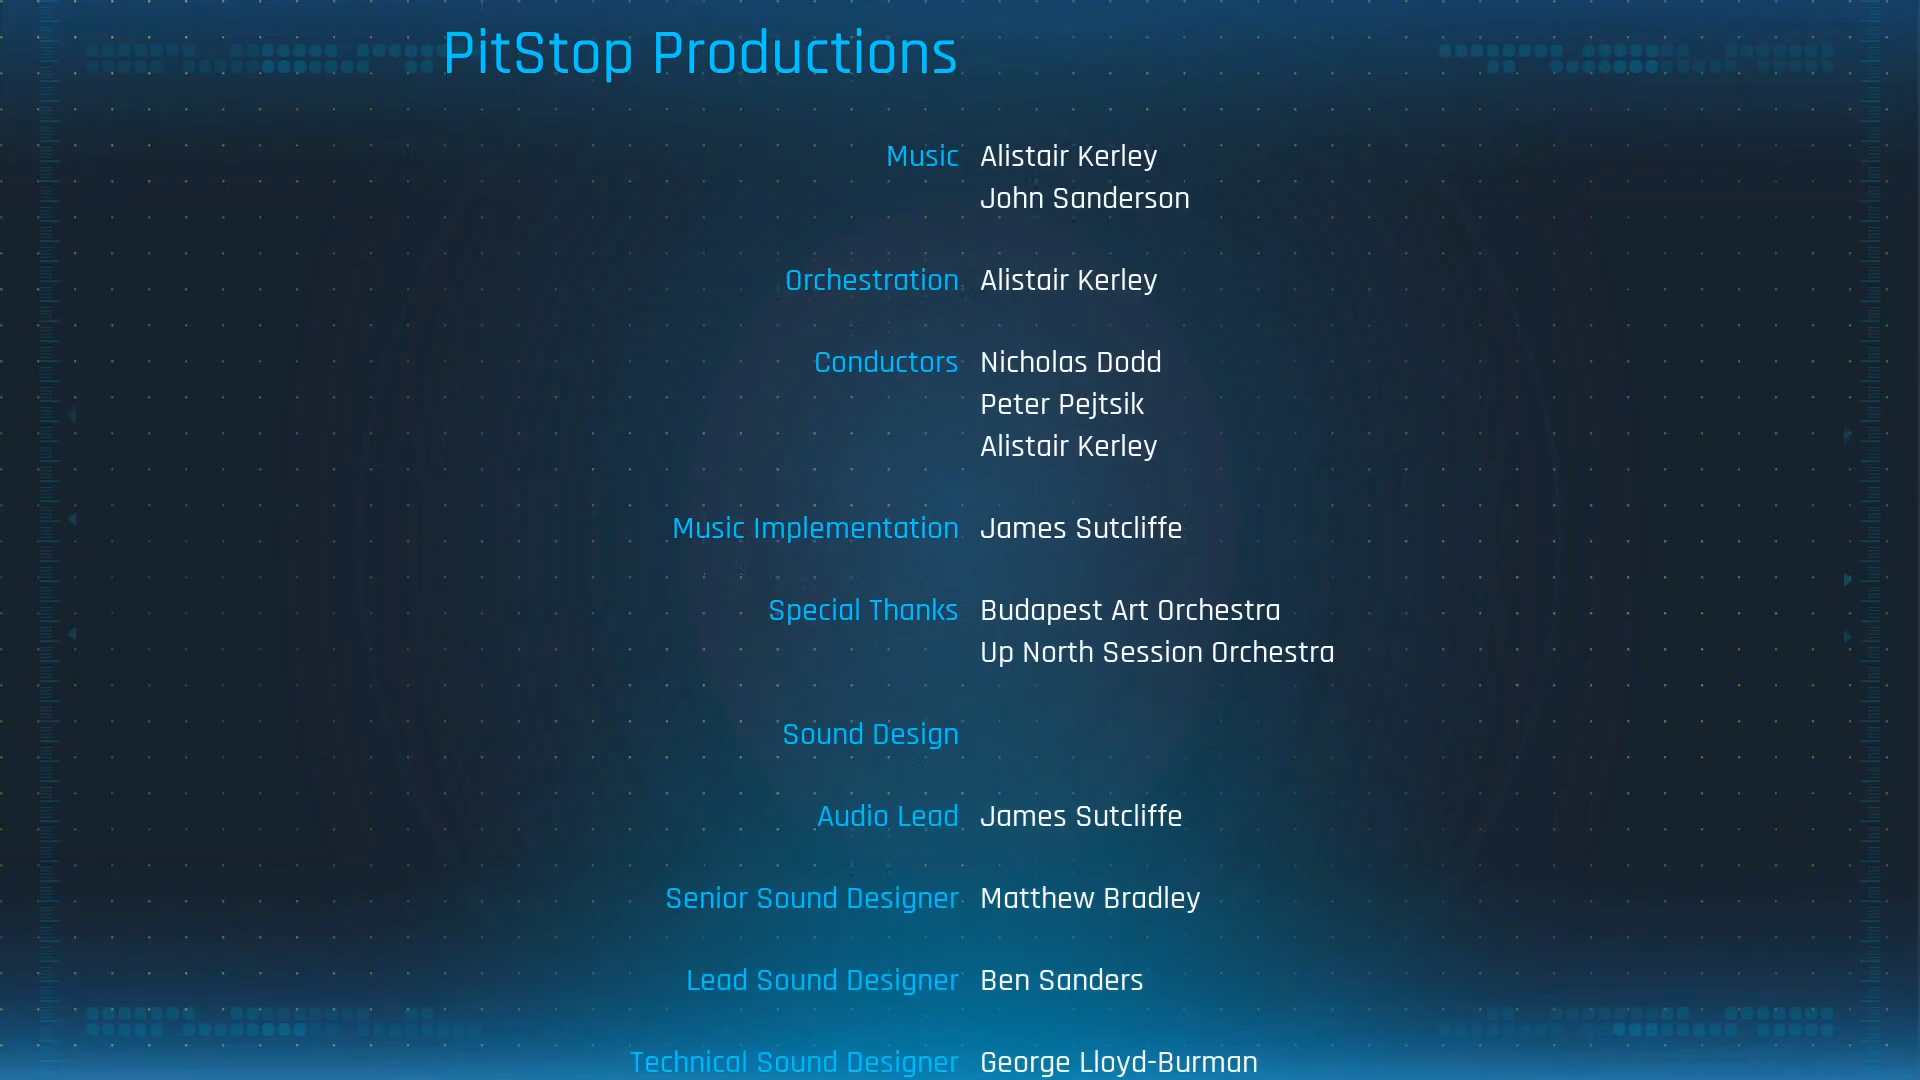 PitStop Productions
Music Alistair Kerley
John Sanderson
Orchestration Alistair Kerley
Conductors Nicholas Dodd
Peter Pejtsik
Alistair Kerley
Music Implementation James Sutcliffe
Special Thanks Budapest Art Orchestra
Up North Session Orchestra
Sound Design
Audio Lead James Sutcliffe
Senior Sound Designer Matthew Bradley
Lead Sound Designer Ben Sanders
Technical Sound Designer George Lloyd-Burman